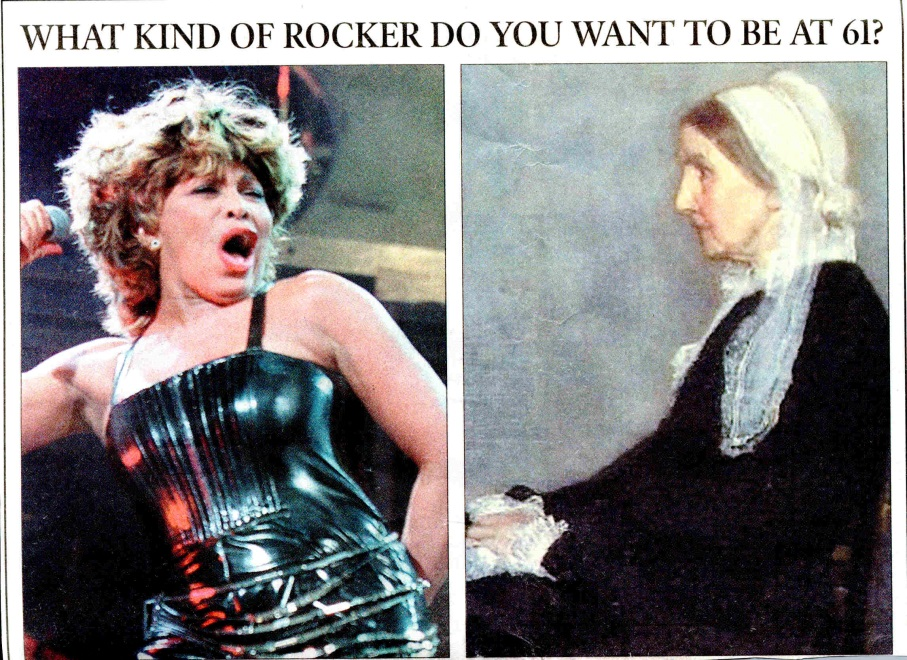 WHAT KIND OF ROCKER DO YOU WANT TO BE AT 61?